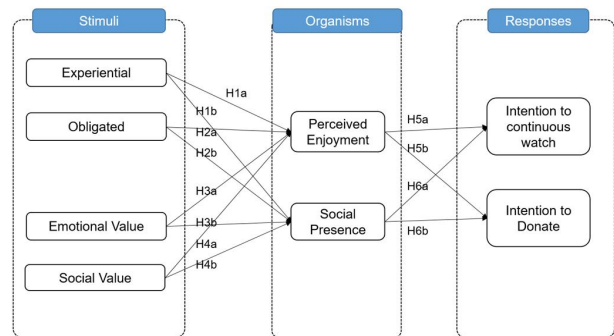 Stimuli
Organisms
Responses
Experiential
Obligated
Emotional Value
Social Value
H1a
H1b
H2a
H2b
H3a
H3b
H4a
H4b
Perceived
Enjoyment
Social
Presence
H5a
H5b
H6a
H6b
Intention to
continuous
watch
Intention to
Donate